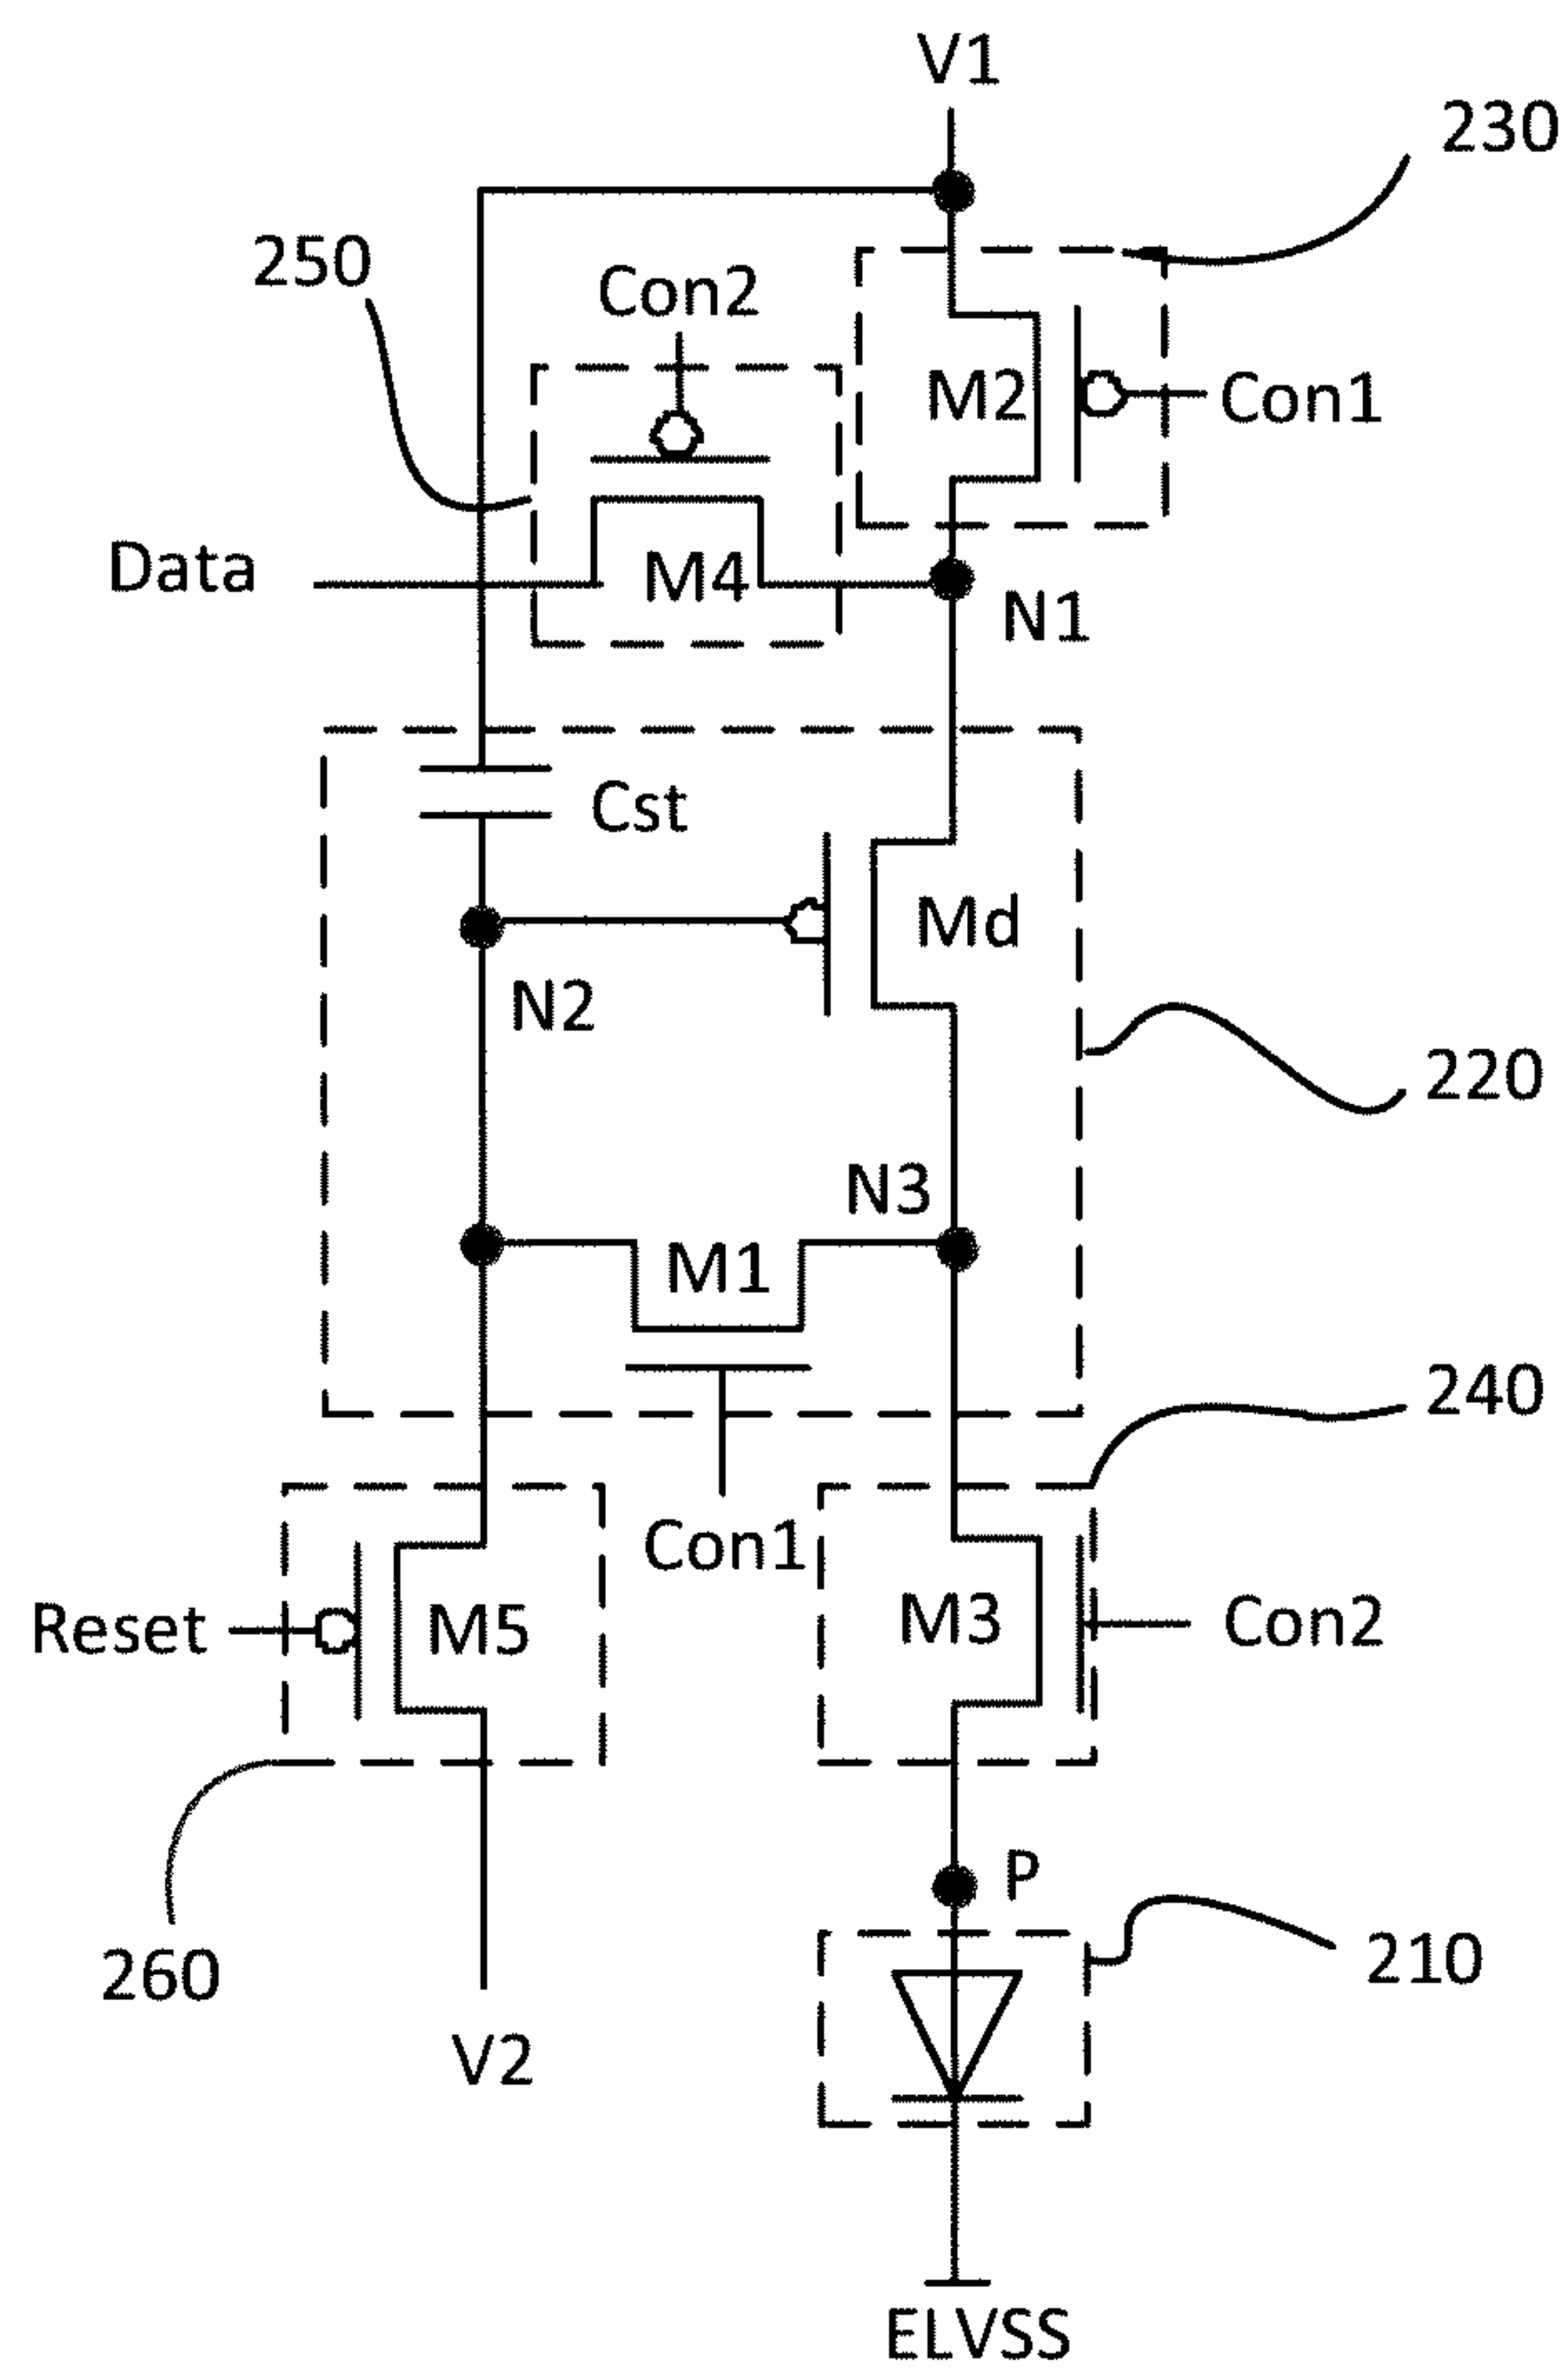 V1
230
250
Con2
M2
Con1
Data
M4
N1
Cst
Md
N2
220
N3
M1
240
Con1
Reset
M5
M3
Con2
P
260
210
V2
ELVSS